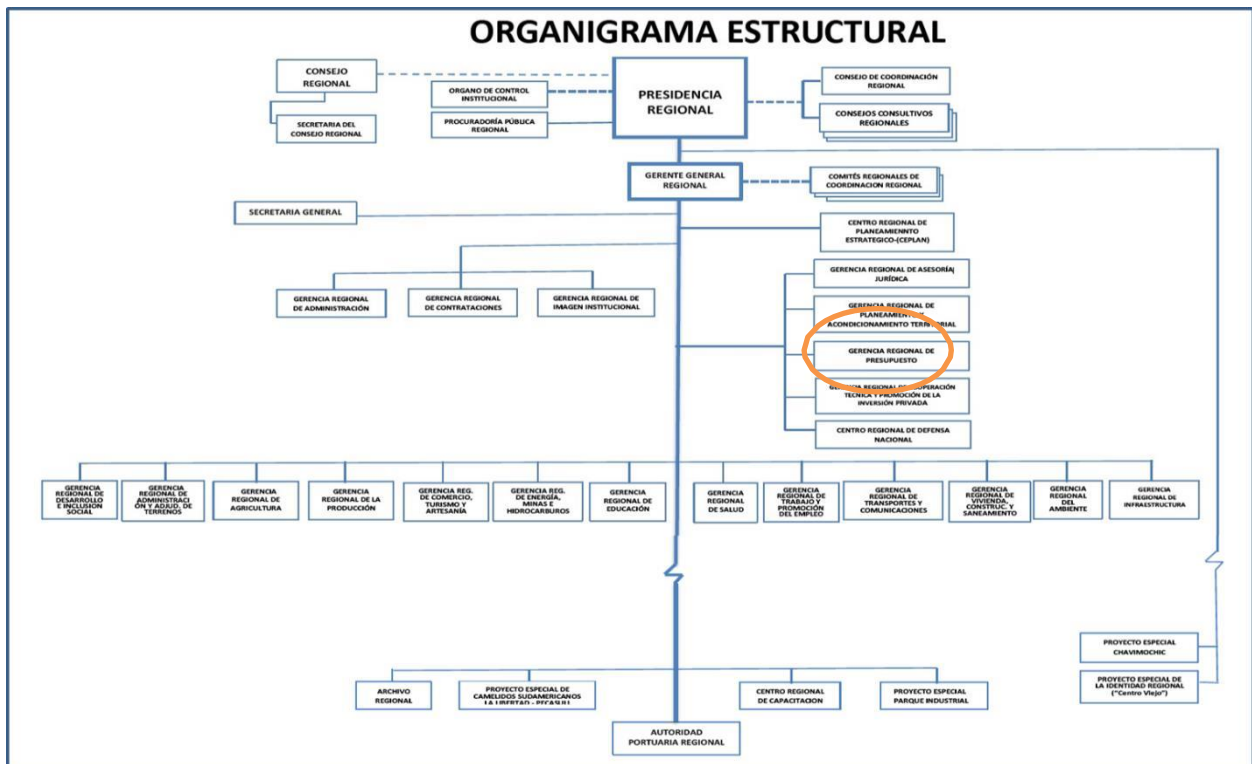 ORGANIGRAMA ESTRUCTURAL
CONSEJO
REGIONAL
SECRETARIA DEL
CONSEJO REGIONAL
ORGANO DE CONTROL
INSTITUCIONAL
PROCURADORÍA PÚBLICA
REGIONAL
PRESIDENCIA
REGIONAL
CONSEJO DE COORDINACIÓN
REGIONAL
CONSEJOS CONSULTIVOS
REGIONALES
GERENTE GENERAL
REGIONAL
COMITÉS REGIONALES DE
COORDINACION REGIONAL
SECRETARIA GENERAL
CENTRO REGIONAL DE
PLANEAMIENNTO
ESTRATEGICO-(CEPLAN)
GERENCIA REGIONAL
DE ADMINISTRACIÓN
GERENCIA REGIONAL
DE CONTRATACIONES
GERENCIA REGIONAL DE
IMAGEN INSTITUCIONAL
GERENCIA REGIONAL DE ASESORÍA
JURÍDICA
GERENCIA REGIONAL DE
PLANEAMIENTO Y
ACONDICIONAMIENTO TERRITORIAL
GERENCIA REGIONAL DE
PRESUPUESTO
GERENCIA REGIONAL DE COOPERACIÓN
TECNICA Y PROMOCIÓN DE LA
INVERSIÓN PRIVADA
CENTRO REGIONAL DE DEFENSA
NACIONAL
GERENCIA
REGIONAL DE
DESARROLLO
E INCLUSION
SOCIAL
GERENCIA
REGIONAL DE
ADMINISTRACI
ÓN Y ADJUD. DE
TERRENOS
GERENCIA
REGIONAL DE
AGRICULTURA
GERENCIA
REGIONAL DE LA
PRODUCCIÓN
GERENCIA REG.
DE COMERCIO,
TURISMO Y
ARTESANÍA
GERENCIA REG.
DE ENERGÍA,
MINAS E
HIDROCARBUROS
GERENCIA
REGIONAL DE
EDUCACIÓN
GERENCIA
REGIONAL
DE SALUD
GERENCIA
REGIONAL DE
TRABAJO Y
PROMOCIÓN
DEL EMPLEO
GERENCIA
REGIONAL DE
TRANSPORTES Y
COMUNICACIONES
GERENCIA
REGIONAL DE
VIVIENDA,
CONSTRUC. Y
SANEAMIENTO
GERENCIA
REGIONAL
DEL
AMBIENTE
GERENCIA
REGIONAL DE
INFRAESTRUCTURA
PROYECTO ESPECIAL
CHAVIMOCHIC
PROYECTO ESPECIAL DE
LA IDENTIDAD REGIONAL
("Centro Viejo")
ARCHIVO
REGIONAL
PROYECTO ESPECIAL DE
CAMELIDOS SUDAMERICANOS
LA LIBERTAD - PECASULL
CENTRO REGIONAL
DE CAPACITACION
PROYECTO ESPECIAL
PARQUE INDUSTRIAL
AUTORIDAD
PORTUARIA REGIONAL